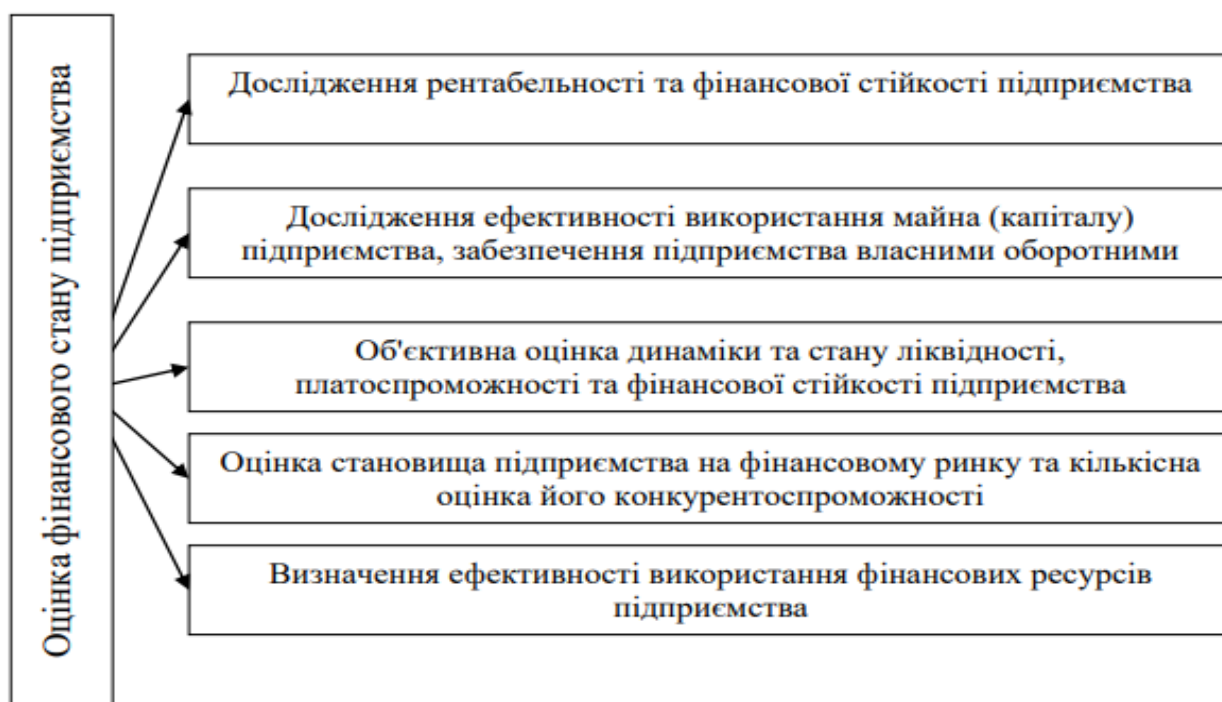 Оцінка фінансового стану підприємства
Дослідження рентабельності та фінансової стійкості підприємства
Дослідження ефективності використання майна (капіталу)
підприємства, забезпечення підприємства власними оборотними
Об'єктивна оцінка динаміки та стану ліквідності,
платоспроможності та фінансової стійкості підприємства
Оцінка становища підприємства на фінансовому ринку та кількісна
оцінка його конкурентоспроможності
Визначення ефективності використання фінансових ресурсів
підприємства